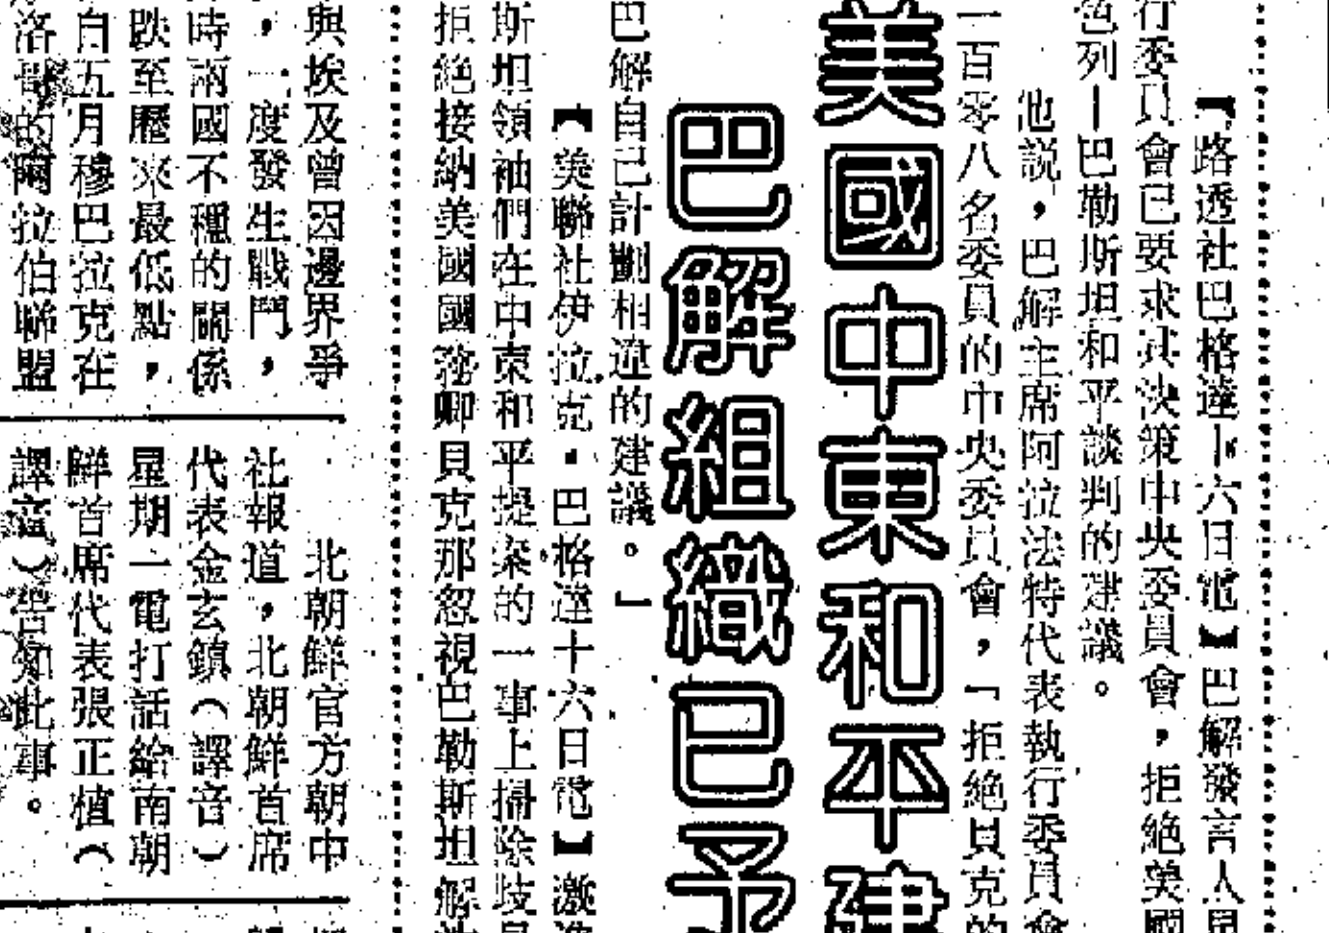 【路透社巴格達十六日電】巴解發言人
行委員會已要求其決策中央委員會，拒絕美國
色列—巴勒斯坦和平談判的建議。
他説，巴解主席阿拉法特代表執行委員會
一百零八名委員的中央委員會，「拒絕貝克的
美國中東和平建
巴解組織已予
巴解自己計劃相違的建議。」
【美聯社伊拉克．巴格達十六日電】激進
斯坦領袖們在中東和平提案的一事上掃除歧
拒絕接納美國國務卿貝克那忽視巴勒斯坦解
與埃及曾因邊界爭
，一度發生戰鬥，
時兩國不穩的關係
跌至歷來最低點，
自五月穆巴拉克在
洛哥的阿拉伯聯盟
北朝鮮官方朝中
社報道，北朝鮮首席
代表金玄鎮（譯音）
星期一電打話給南朝
鮮首席代表張正植（
譯音）告知此事。